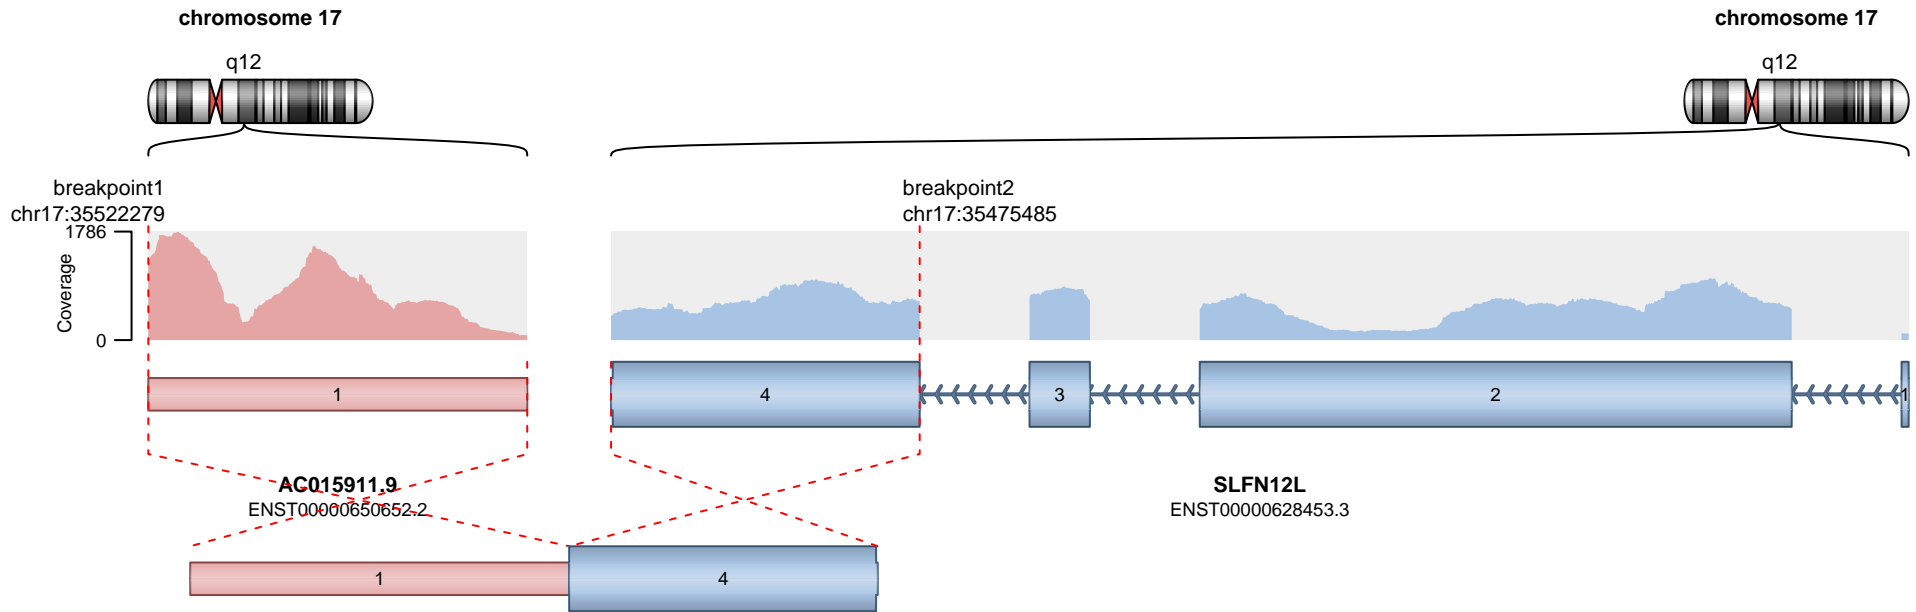 chromosome 17
chromosome 17
q12
q12
breakpoint1
chr17:35522279
breakpoint2
chr17:35475485
1786
Coverage
0
1
4
3
2
1
AC015911.9
ENST00000650652.2
SLFN12L
ENST00000628453.3
1
4